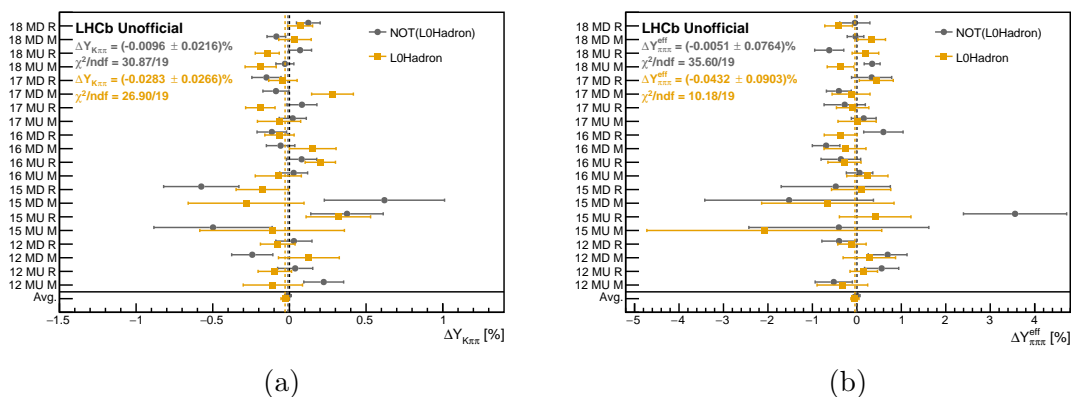 LHCb Unofficial
ΔY_Kππ = (-0.0096 ± 0.0216)%
χ²/ndf = 30.87/19
ΔY_Kππ = (-0.0283 ± 0.0266)%
χ²/ndf = 26.90/19
NOT(L0Hadron)
L0Hadron
18 MD R
18 MD M
18 MU R
18 MU M
17 MD R
17 MD M
17 MU R
17 MU M
16 MD R
16 MD M
16 MU R
16 MU M
15 MD R
15 MD M
15 MU R
15 MU M
12 MD R
12 MD M
12 MU R
12 MU M
Avg.
−1.5 −1 −0.5 0 0.5 1
ΔY_Kππ [%]
(a)
LHCb Unofficial
ΔY^eff_πππ = (-0.0051 ± 0.0764)%
χ²/ndf = 35.60/19
ΔY^eff_πππ = (-0.0432 ± 0.0903)%
χ²/ndf = 10.18/19
NOT(L0Hadron)
L0Hadron
18 MD R
18 MD M
18 MU R
18 MU M
17 MD R
17 MD M
17 MU R
17 MU M
16 MD R
16 MD M
16 MU R
16 MU M
15 MD R
15 MD M
15 MU R
15 MU M
12 MD R
12 MD M
12 MU R
12 MU M
Avg.
−5 −4 −3 −2 −1 0 1 2 3 4
ΔY^eff_πππ [%]
(b)